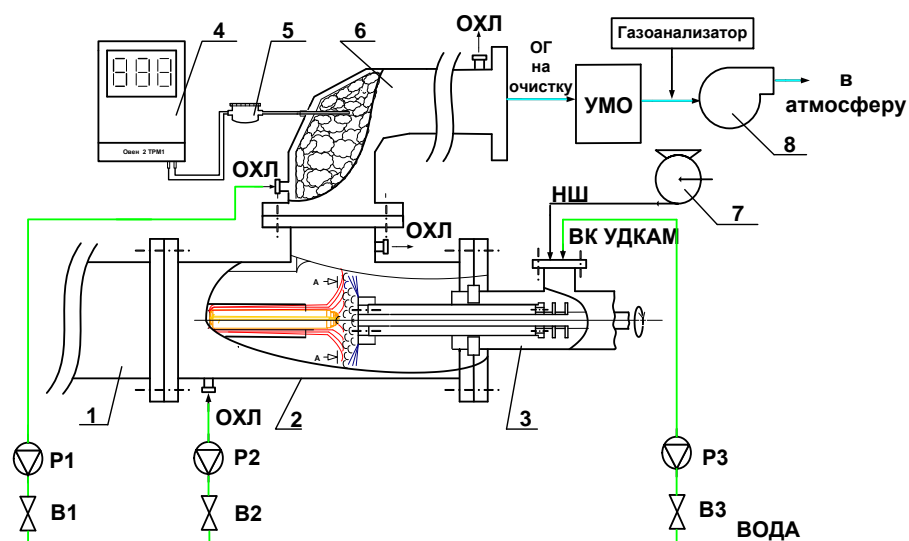 4
5
6
ОХЛ
ОГ
на
очистку
Газоанализатор
УМО
в
атмосферу
8
Овен 2 ТРМ1
ОХЛ
НШ
7
ОХЛ
ВК УДКАМ
А
А
1
ОХЛ
2
3
Р1
Р2
Р3
В1
В2
В3
ВОДА